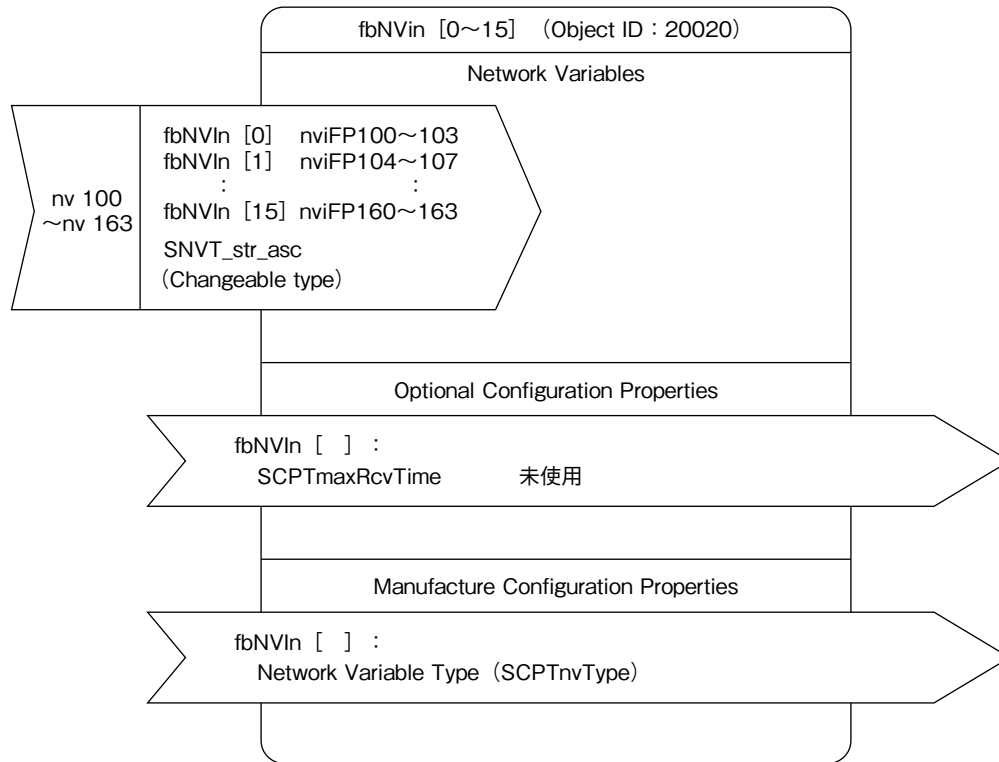 fbNVin［0～15］（Object ID：20020）
Network Variables
nv 100
～nv 163
fbNVIn［0］ nviFP100～103
fbNVIn［1］ nviFP104～107
： ：
fbNVIn［15］nviFP160～163
SNVT_str_asc
（Changeable type）
Optional Configuration Properties
fbNVIn［ ］：
SCPTmaxRcvTime 未使用
Manufacture Configuration Properties
fbNVIn［ ］：
Network Variable Type（SCPTnvType）